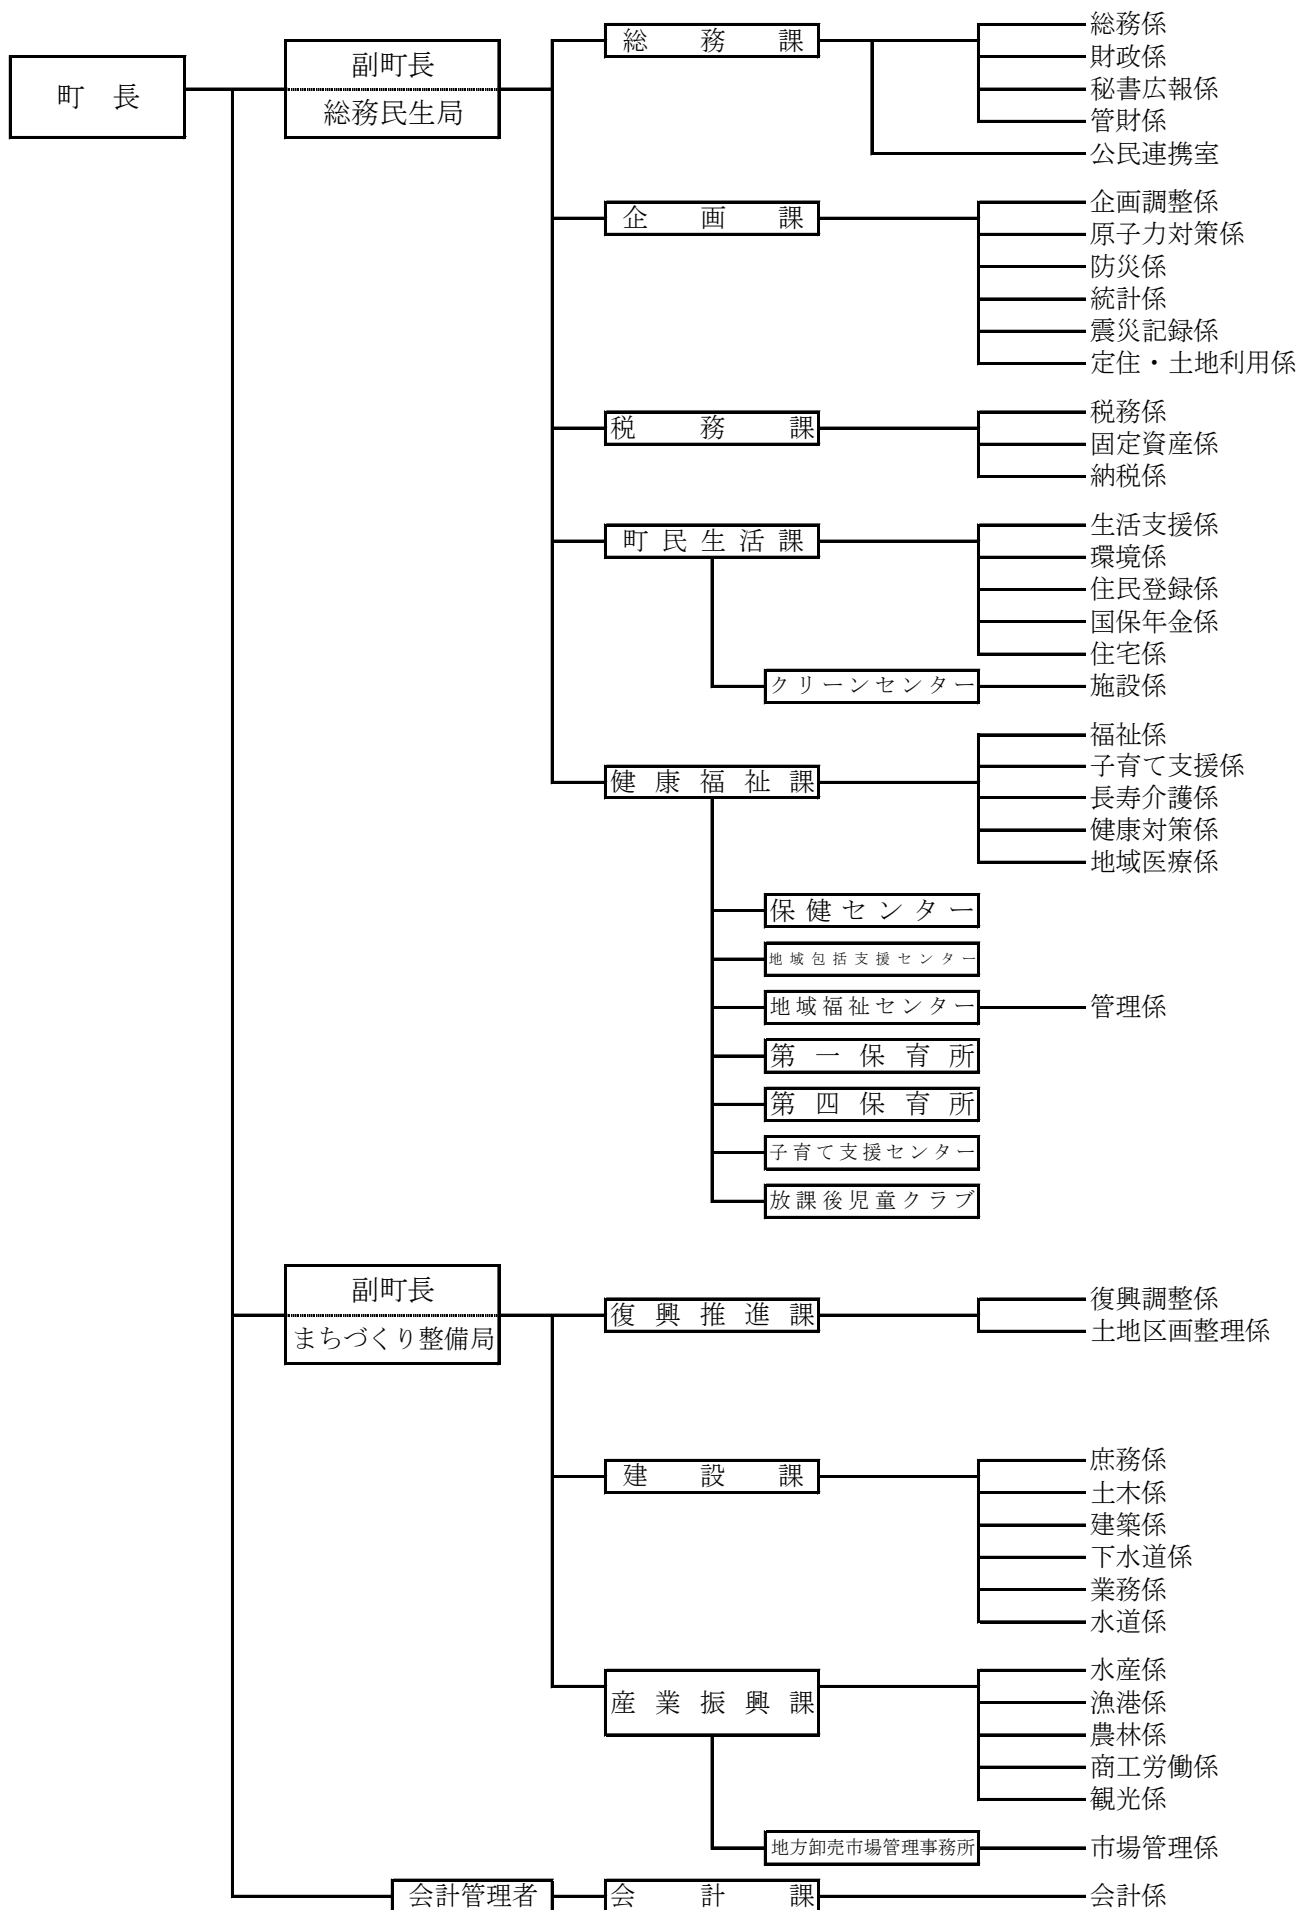 町長
副町長
総務民生局
総務課
総務係
財政係
秘書広報係
管財係
公民連携室
企画課
企画調整係
原子力対策係
防災係
統計係
震災記録係
定住・土地利用係
税務課
税務係
固定資産係
納税係
町民生活課
生活支援係
環境係
住民登録係
国保年金係
住宅係
クリーンセンター
施設係
健康福祉課
福祉係
子育て支援係
長寿介護係
健康対策係
地域医療係
保健センター
地域包括支援センター
地域福祉センター
管理係
第一保育所
第四保育所
子育て支援センター
放課後児童クラブ
副町長
まちづくり整備局
復興推進課
復興調整係
土地区画整理係
建設課
庶務係
土木係
建築係
下水道係
業務係
水道係
産業振興課
水産係
漁港係
農林係
商工労働係
観光係
地方卸売市場管理事務所
市場管理係
会計管理者
会計課
会計係